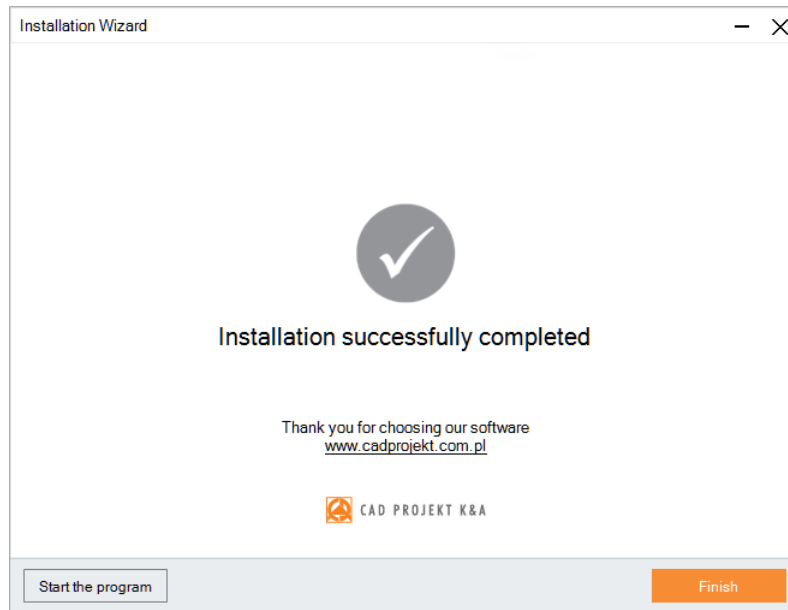 Installation Wizard
Installation successfully completed
Thank you for choosing our software
www.cadprojekt.com.pl
CAD PROJEKT K&A
Start the program
Finish